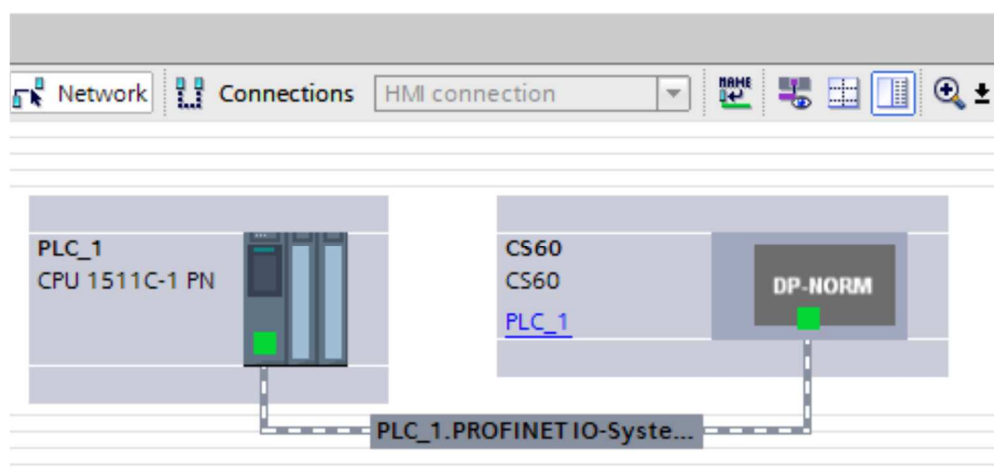 Network Connections HMI connection NAME
PLC_1
CPU 1511C-1 PN
CS60
CS60
PLC_1
DP-NORM
PLC_1.PROFINET IO-Syste...